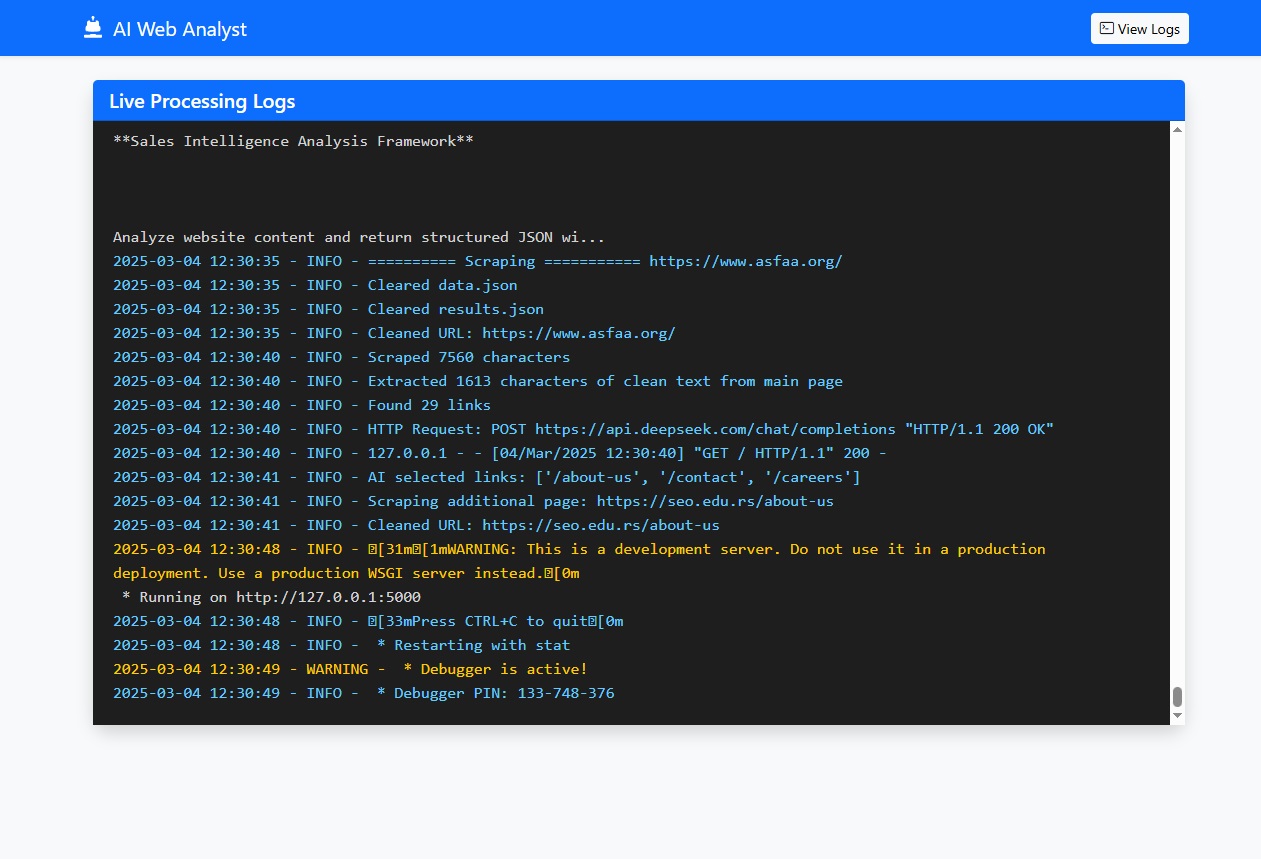 AI Web Analyst
View Logs
Live Processing Logs
**Sales Intelligence Analysis Framework**
Analyze website content and return structured JSON wi...
2025-03-04 12:30:35 - INFO - ========== Scraping =========== https://www.asfaa.org/
2025-03-04 12:30:35 - INFO - Cleared data.json
2025-03-04 12:30:35 - INFO - Cleared results.json
2025-03-04 12:30:35 - INFO - Cleaned URL: https://www.asfaa.org/
2025-03-04 12:30:40 - INFO - Scraped 7560 characters
2025-03-04 12:30:40 - INFO - Extracted 1613 characters of clean text from main page
2025-03-04 12:30:40 - INFO - Found 29 links
2025-03-04 12:30:40 - INFO - HTTP Request: POST https://api.deepseek.com/chat/completions "HTTP/1.1 200 OK"
2025-03-04 12:30:40 - INFO - 127.0.0.1 - - [04/Mar/2025 12:30:40] "GET / HTTP/1.1" 200 -
2025-03-04 12:30:41 - INFO - AI selected links: ['/about-us', '/contact', '/careers']
2025-03-04 12:30:41 - INFO - Scraping additional page: https://seo.edu.rs/about-us
2025-03-04 12:30:41 - INFO - Cleaned URL: https://seo.edu.rs/about-us
2025-03-04 12:30:48 - INFO - [31m[1mWARNING: This is a development server. Do not use it in a production
deployment. Use a production WSGI server instead.[0m
* Running on http://127.0.0.1:5000
2025-03-04 12:30:48 - INFO - [33mPress CTRL+C to quit[0m
2025-03-04 12:30:48 - INFO -  * Restarting with stat
2025-03-04 12:30:49 - WARNING -  * Debugger is active!
2025-03-04 12:30:49 - INFO -  * Debugger PIN: 133-748-376